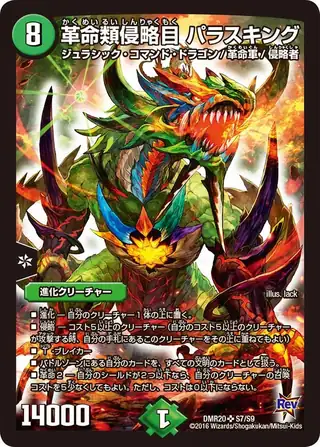 8
かくめいるいしんりゃくもく
革命類侵略目 パラスキング
ジュラシック・コマンド・ドラゴン/革命軍/侵略者
illus. lack
進化クリーチャー
■ 進化―自分のクリーチャー1体の上に置く。
■ 侵略―コスト5以上のクリーチャー(自分のコスト5以上のクリーチャー
が攻撃する時、自分の手札にあるこのクリーチャーをその上に重ねてもよい)
■ T・ブレイカー
■ バトルゾーンにある自分のカードを、すべての文明のカードとして扱う。
■ 革命2―自分のシールドが2つ以下なら、自分のクリーチャーの召喚
コストを5少なくしてもよい。ただし、コストは0以下にならない。
14000
1
Rev
DMR20 S7/S9
©2016 Wizards/Shogakukan/Mitsui-Kids